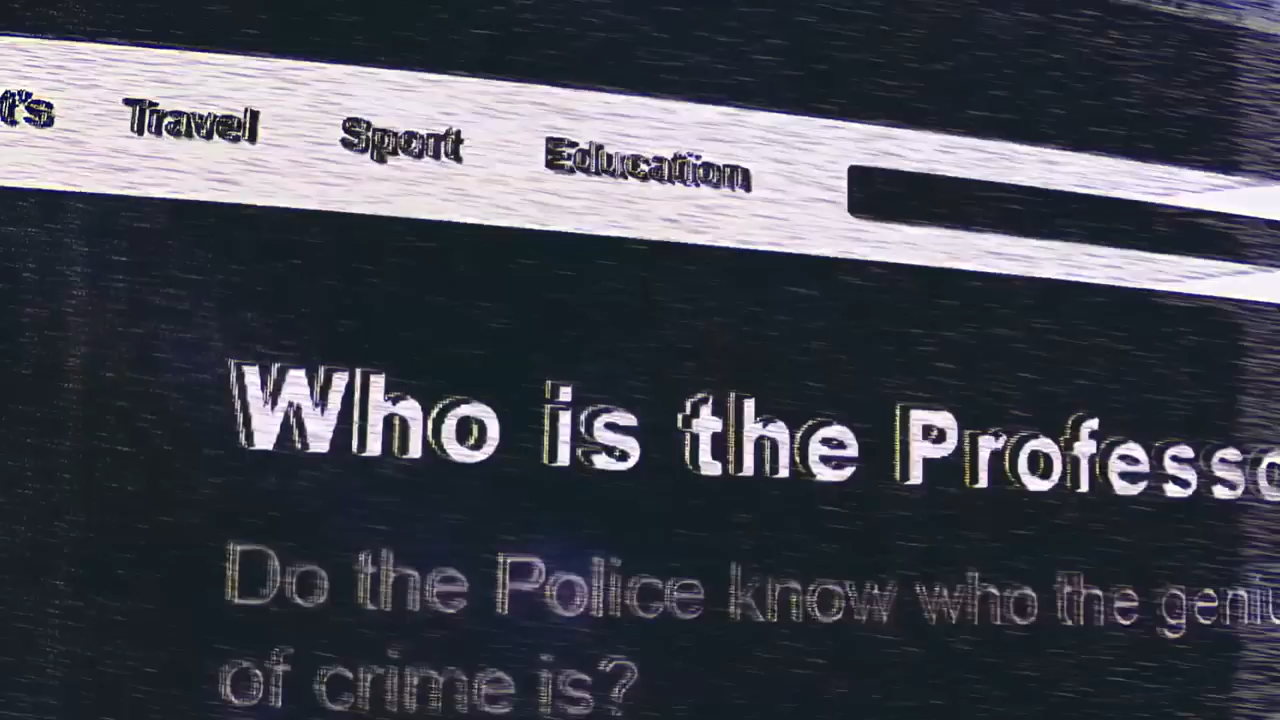 t's Travel Sport Education
Who is the Professo
Do the Police know who the geniu
of crime is?